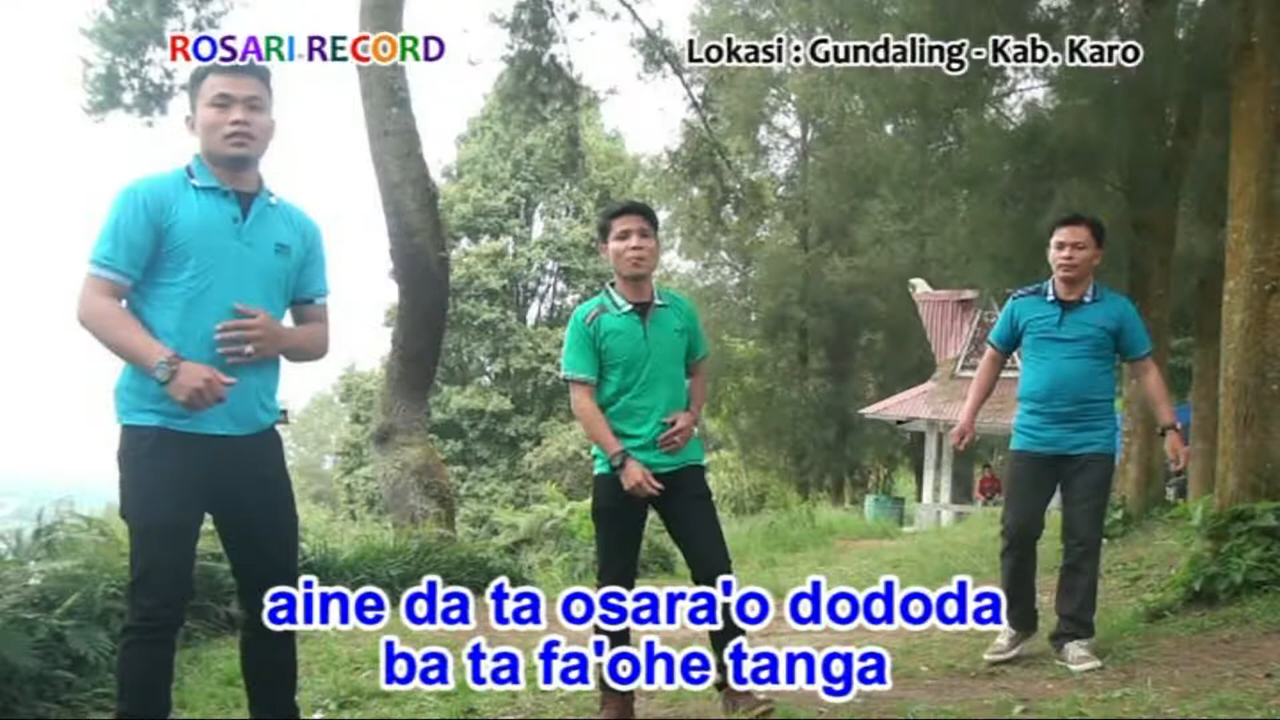 ROSARI RECORD
Lokasi : Gundaling - Kab. Karo
aine da ta osara'o dododa
ba ta fa'ohe tanga